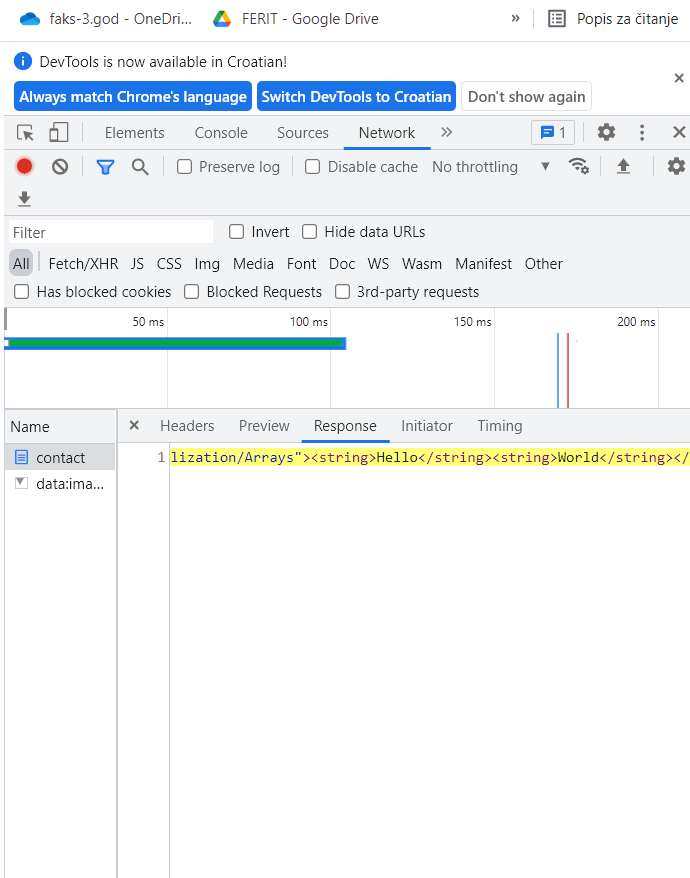 faks-3.god - OneDri... FERIT - Google Drive » Popis za čitanje
DevTools is now available in Croatian!
Always match Chrome's language Switch DevTools to Croatian Don't show again
Elements Console Sources Network » 1
Preserve log Disable cache No throttling
Filter Invert Hide data URLs
All Fetch/XHR JS CSS Img Media Font Doc WS Wasm Manifest Other
Has blocked cookies Blocked Requests 3rd-party requests
50 ms 100 ms 150 ms 200 ms
Name Headers Preview Response Initiator Timing
contact 1 lization/Arrays"><string>Hello</string><string>World</string></
data:ima...